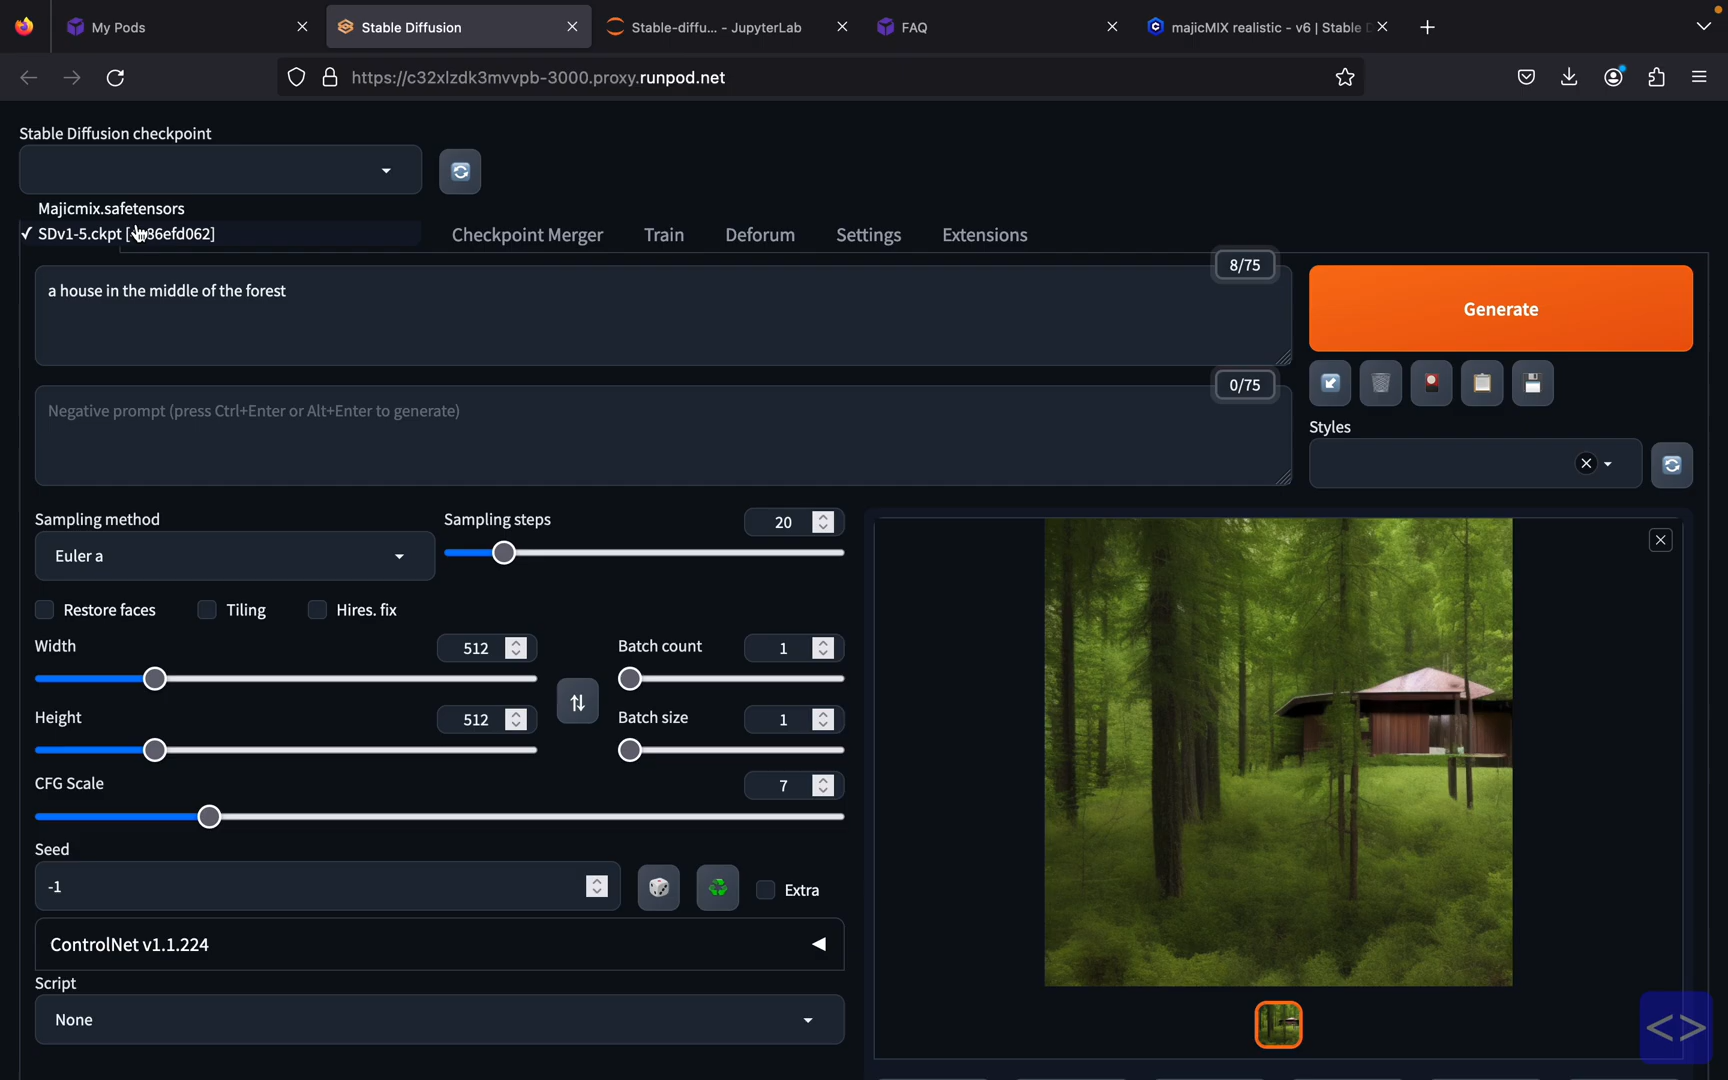 My Pods
Stable Diffusion
Stable-diffu... - JupyterLab
FAQ
majicMIX realistic - v6 | Stable
https://c32xlzdk3mvvpb-3000.proxy.runpod.net
Stable Diffusion checkpoint
Majicmix.safetensors
✓ SDv1-5.ckpt 36efd062]
Checkpoint Merger
Train
Deforum
Settings
Extensions
8/75
a house in the middle of the forest
Generate
0/75
Negative prompt (press Ctrl+Enter or Alt+Enter to generate)
Styles
Sampling method
Sampling steps
20
Euler a
Restore faces
Tiling
Hires. fix
Width
512
Batch count
1
Height
512
Batch size
1
CFG Scale
7
Seed
-1
Extra
ControlNet v1.1.224
Script
None
<>